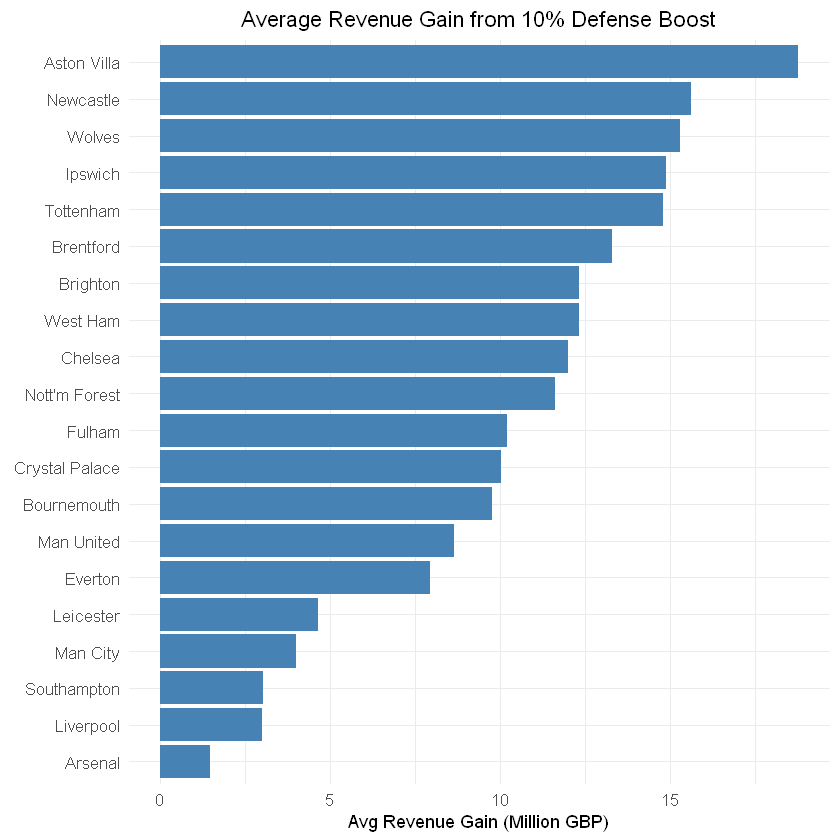 Average Revenue Gain from 10% Defense Boost
Aston Villa
Newcastle
Wolves
Ipswich
Tottenham
Brentford
Brighton
West Ham
Chelsea
Nott'm Forest
Fulham
Crystal Palace
Bournemouth
Man United
Everton
Leicester
Man City
Southampton
Liverpool
Arsenal
0 5 10 15
Avg Revenue Gain (Million GBP)